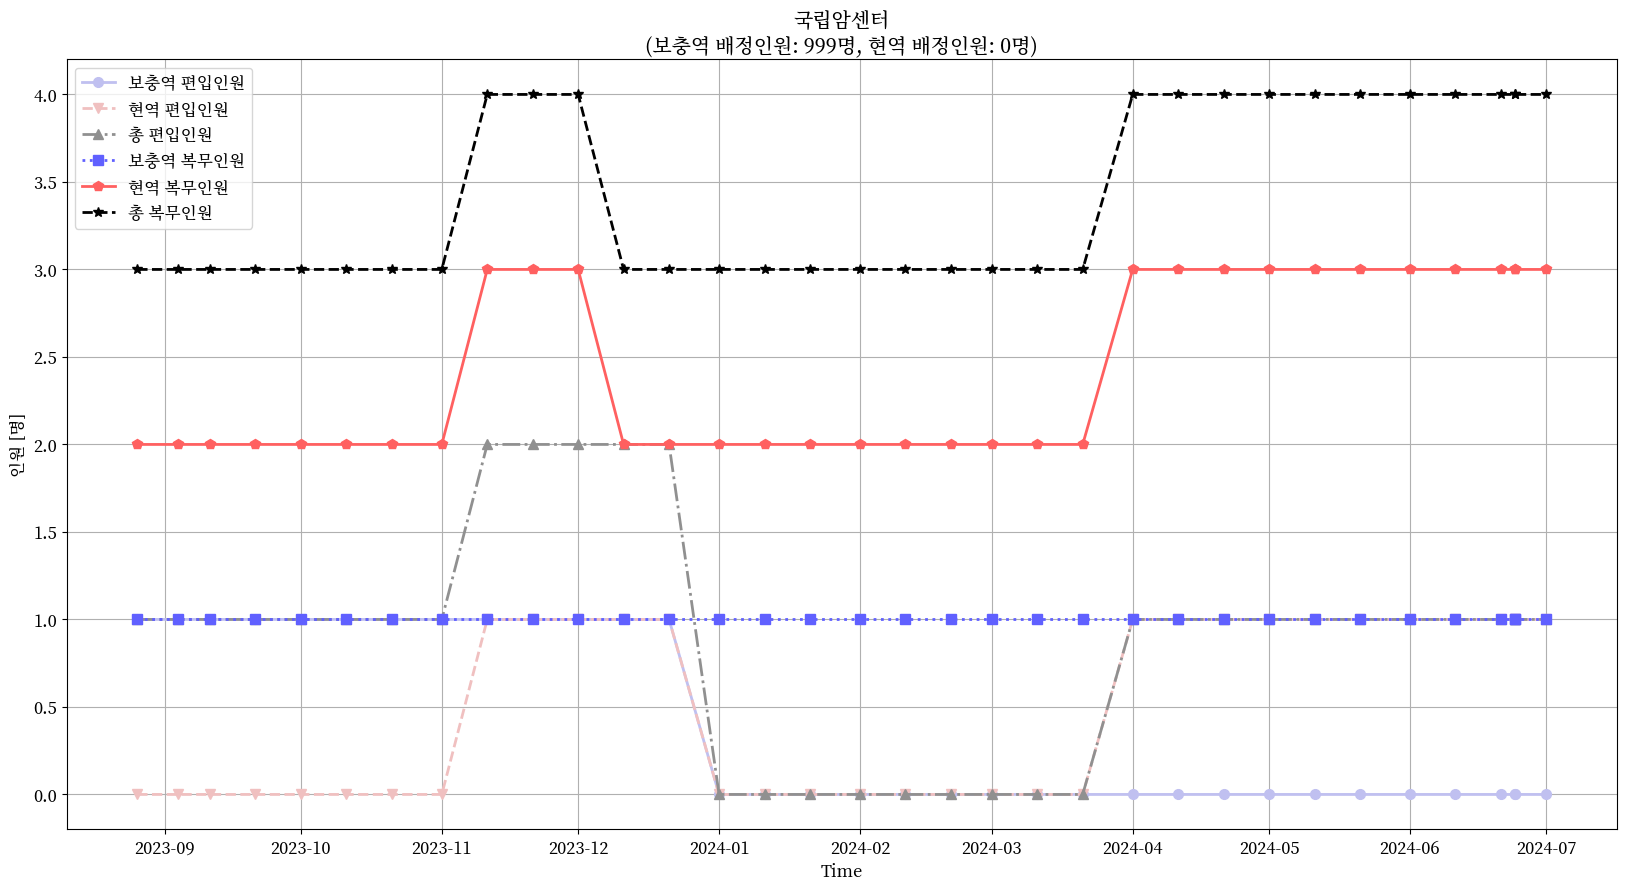 국립암센터
(보충역 배정인원: 999명, 현역 배정인원: 0명)
보충역 편입인원
현역 편입인원
총 편입인원
보충역 복무인원
현역 복무인원
총 복무인원
인원 [명]
4.0
3.5
3.0
2.5
2.0
1.5
1.0
0.5
0.0
2023-09 2023-10 2023-11 2023-12 2024-01 2024-02 2024-03 2024-04 2024-05 2024-06 2024-07
Time